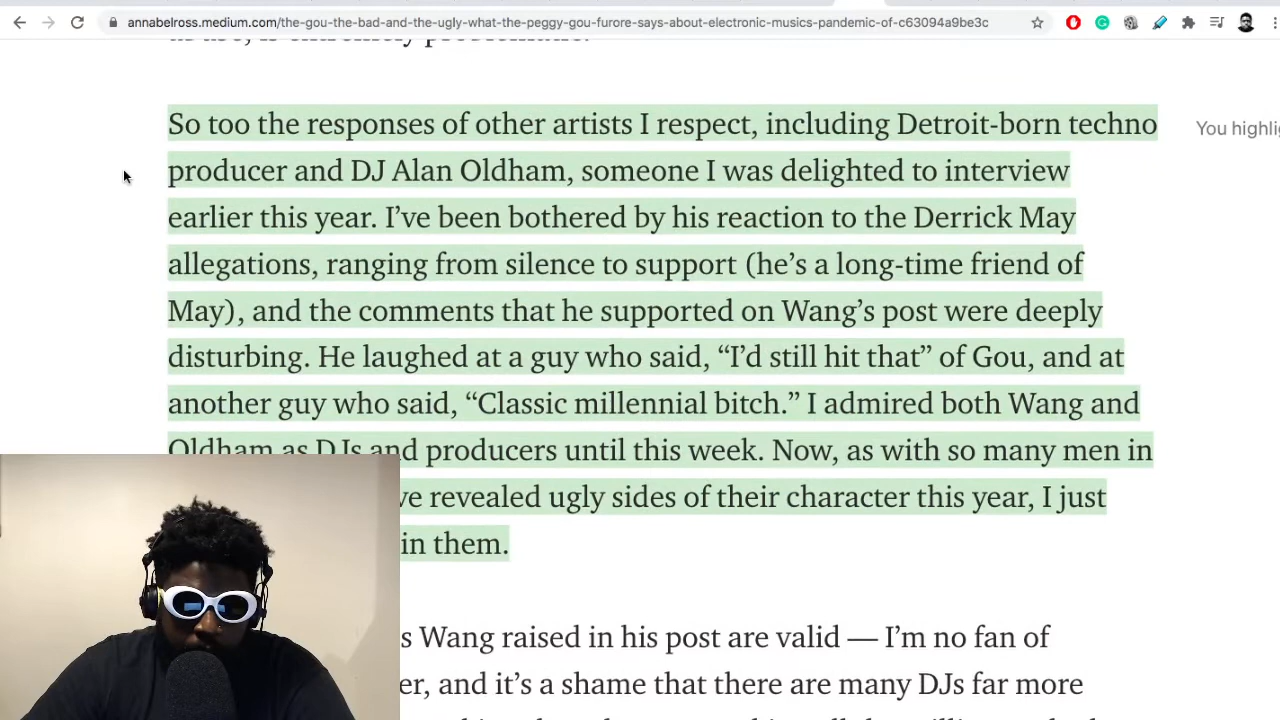 annabelross.medium.com/the-gou-the-bad-and-the-ugly-what-the-peggy-gou-furore-says-about-electronic-musics-pandemic-of-c63094a9be3c
So too the responses of other artists I respect, including Detroit-born techno
You highli
producer and DJ Alan Oldham, someone I was delighted to interview
earlier this year. I’ve been bothered by his reaction to the Derrick May
allegations, ranging from silence to support (he’s a long-time friend of
May), and the comments that he supported on Wang’s post were deeply
disturbing. He laughed at a guy who said, “I’d still hit that” of Gou, and at
another guy who said, “Classic millennial bitch.” I admired both Wang and
Oldham as DJs and producers until this week. Now, as with so many men in
ve revealed ugly sides of their character this year, I just
in them.
s Wang raised in his post are valid — I’m no fan of
er, and it’s a shame that there are many DJs far more